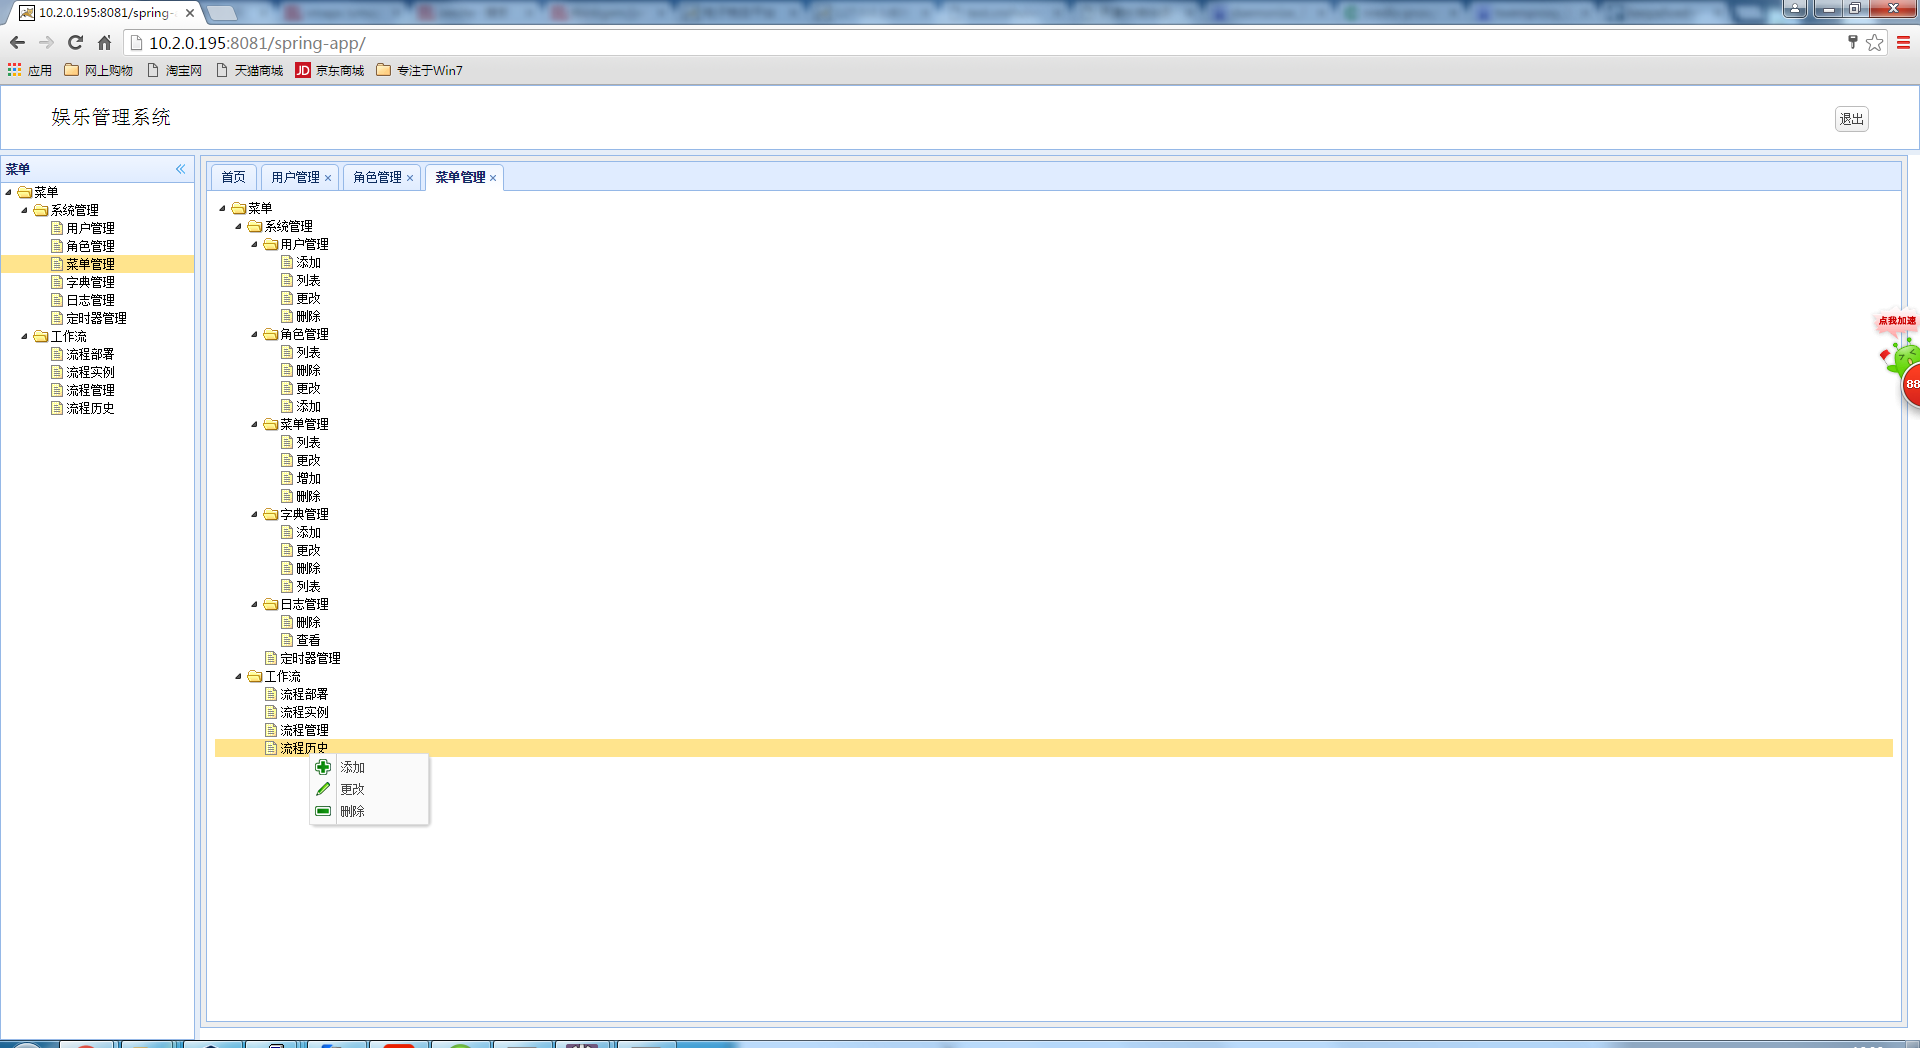 10.2.0.195:8081/spring-
10.2.0.195:8081/spring-app/
应用 网上购物 淘宝网 天猫商城 JD 京东商城 专注于Win7
娱乐管理系统
退出
菜单
菜单
系统管理
用户管理
角色管理
菜单管理
字典管理
日志管理
定时器管理
工作流
流程部署
流程实例
流程管理
流程历史
首页 用户管理 角色管理 菜单管理
菜单
系统管理
用户管理
添加
列表
更改
删除
角色管理
列表
删除
更改
添加
菜单管理
列表
更改
增加
删除
字典管理
添加
更改
删除
列表
日志管理
删除
查看
定时器管理
工作流
流程部署
流程实例
流程管理
流程历史
添加
更改
删除
点我加速
88